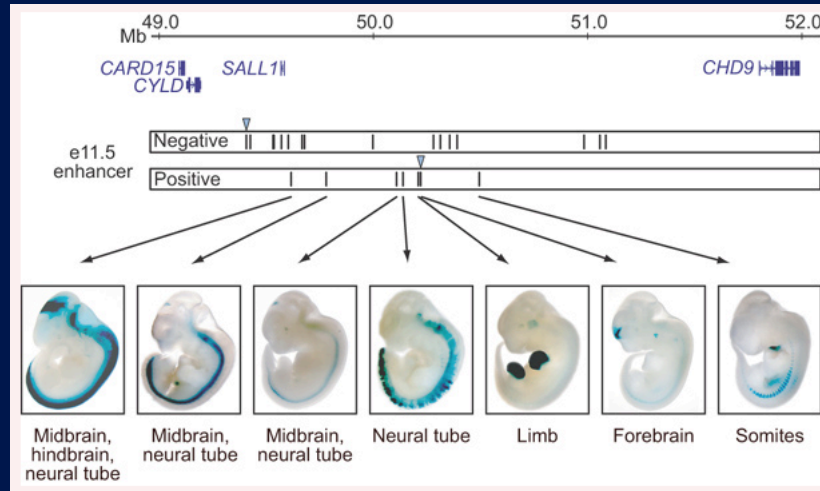 49.0 50.0 51.0 52.0
Mb
CARD15 SALL1 CHD9
CYLD
e11.5
enhancer
Negative
Positive
Midbrain,
hindbrain,
neural tube
Midbrain,
neural tube
Midbrain,
neural tube
Neural tube
Limb
Forebrain
Somites